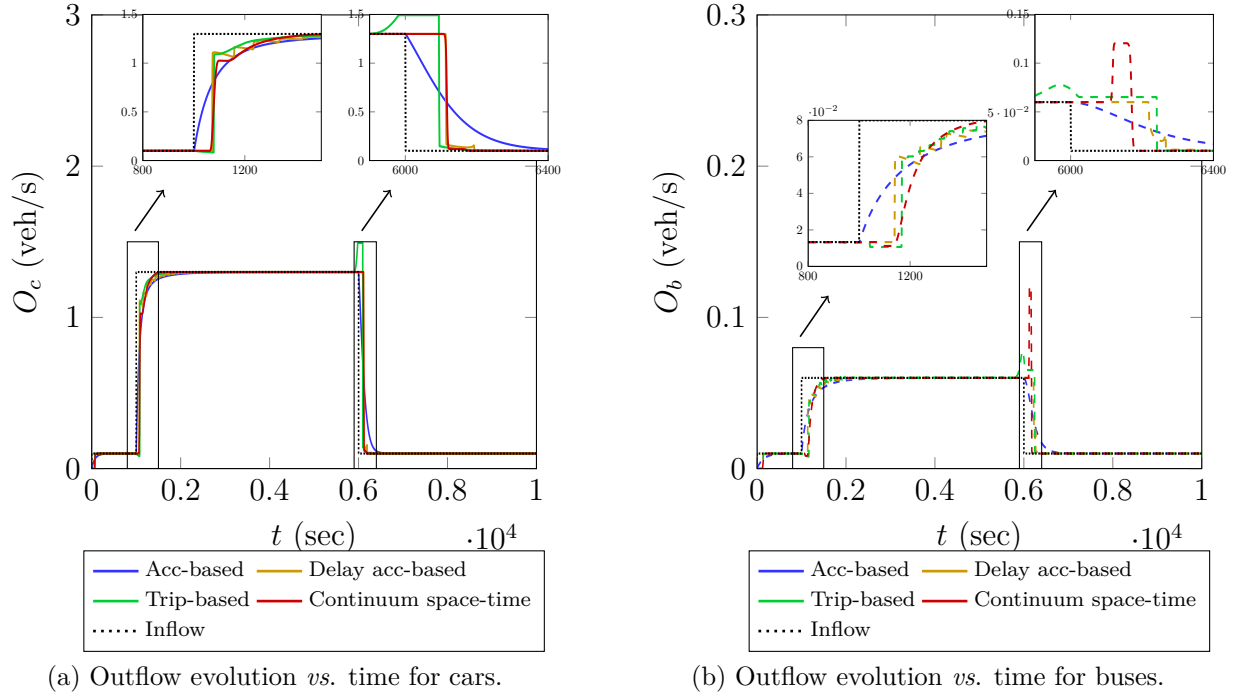 3
2
1
0
O_c (veh/s)
0 0.2 0.4 0.6 0.8 1
t (sec)
·10^4
1.5
1
0.5
0
800 1200
1.5
1
0.5
0
6000 6400
Acc-based Delay acc-based
Trip-based Continuum space-time
Inflow
(a) Outflow evolution vs. time for cars.
0.3
0.2
0.1
0
O_b (veh/s)
0 0.2 0.4 0.6 0.8 1
t (sec)
·10^4
·10^−2
8
6
4
2
0
800 1200
0.15
0.1
5 · 10^−2
0
6000 6400
Acc-based Delay acc-based
Trip-based Continuum space-time
Inflow
(b) Outflow evolution vs. time for buses.